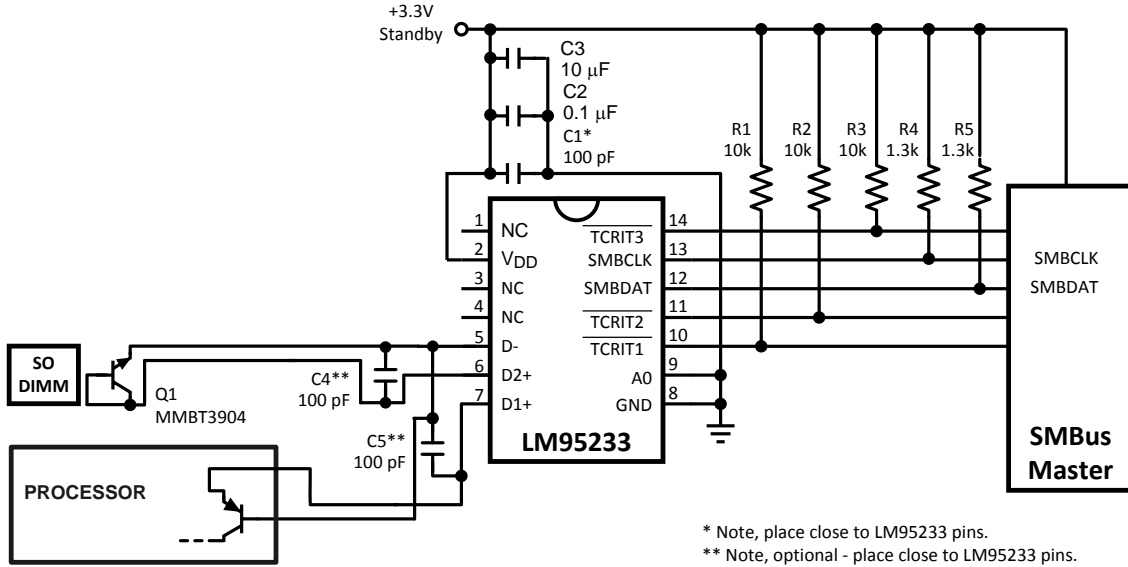 +3.3V
Standby
C3
10 µF
C2
0.1 µF
C1*
100 pF
R1
10k
R2
10k
R3
10k
R4
1.3k
R5
1.3k
1
NC
2
VDD
3
NC
4
NC
5
D-
6
D2+
7
D1+
TCRIT3
14
SMBCLK
13
SMBDAT
12
TCRIT2
11
TCRIT1
10
A0
9
GND
8
LM95233
SMBCLK
SMBDAT
SMBus
Master
SO
DIMM
Q1
MMBT3904
C4**
100 pF
C5**
100 pF
PROCESSOR
* Note, place close to LM95233 pins.
** Note, optional - place close to LM95233 pins.